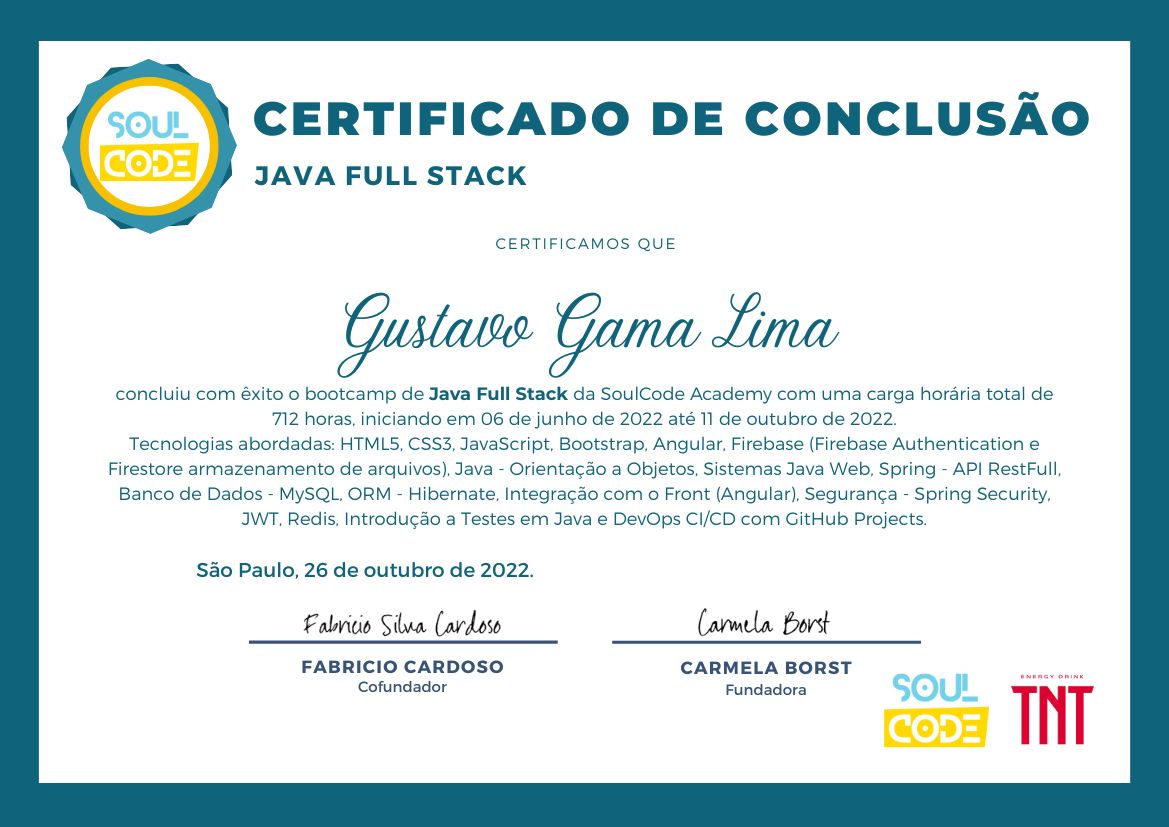 SOUL
CODE
CERTIFICADO DE CONCLUSÃO
JAVA FULL STACK
CERTIFICAMOS QUE
Gustavo Gama Lima
concluiu com êxito o bootcamp de Java Full Stack da SoulCode Academy com uma carga horária total de
712 horas, iniciando em 06 de junho de 2022 até 11 de outubro de 2022.
Tecnologias abordadas: HTML5, CSS3, JavaScript, Bootstrap, Angular, Firebase (Firebase Authentication e
Firestore armazenamento de arquivos), Java - Orientação a Objetos, Sistemas Java Web, Spring - API RestFull,
Banco de Dados - MySQL, ORM - Hibernate, Integração com o Front (Angular), Segurança - Spring Security,
JWT, Redis, Introdução a Testes em Java e DevOps CI/CD com GitHub Projects.
São Paulo, 26 de outubro de 2022.
Fabricio Silva Cardoso
FABRICIO CARDOSO
Cofundador
Carmela Borst
CARMELA BORST
Fundadora
SOUL
CODE
ENERGY DRINK
TNT